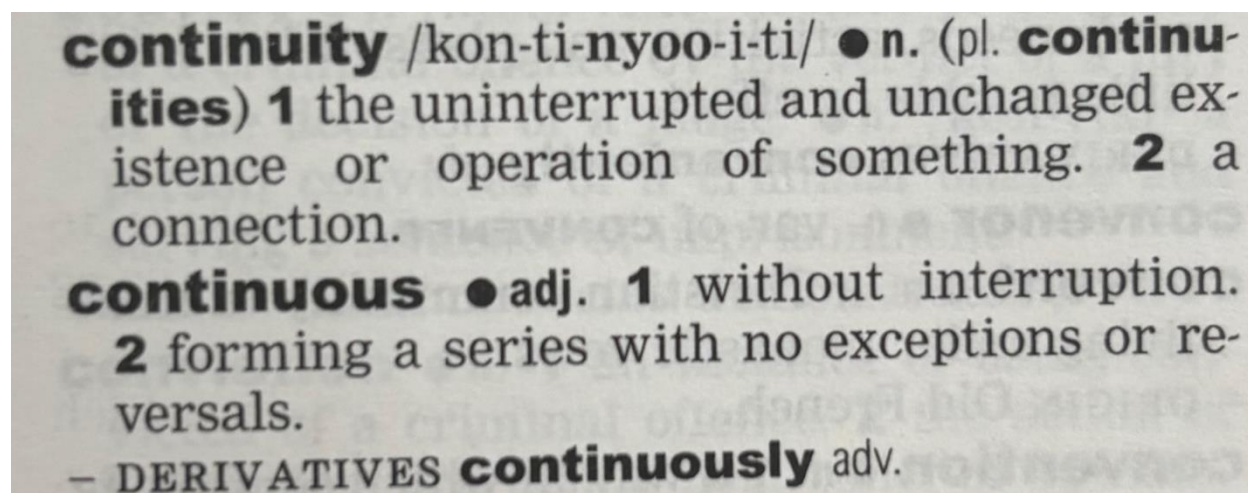 continuity /kon-ti-nyoo-i-ti/ ● n. (pl. continu-
ities) 1 the uninterrupted and unchanged ex-
istence or operation of something. 2 a
connection.
continuous ● adj. 1 without interruption.
2 forming a series with no exceptions or re-
versals.
– DERIVATIVES continuously adv.